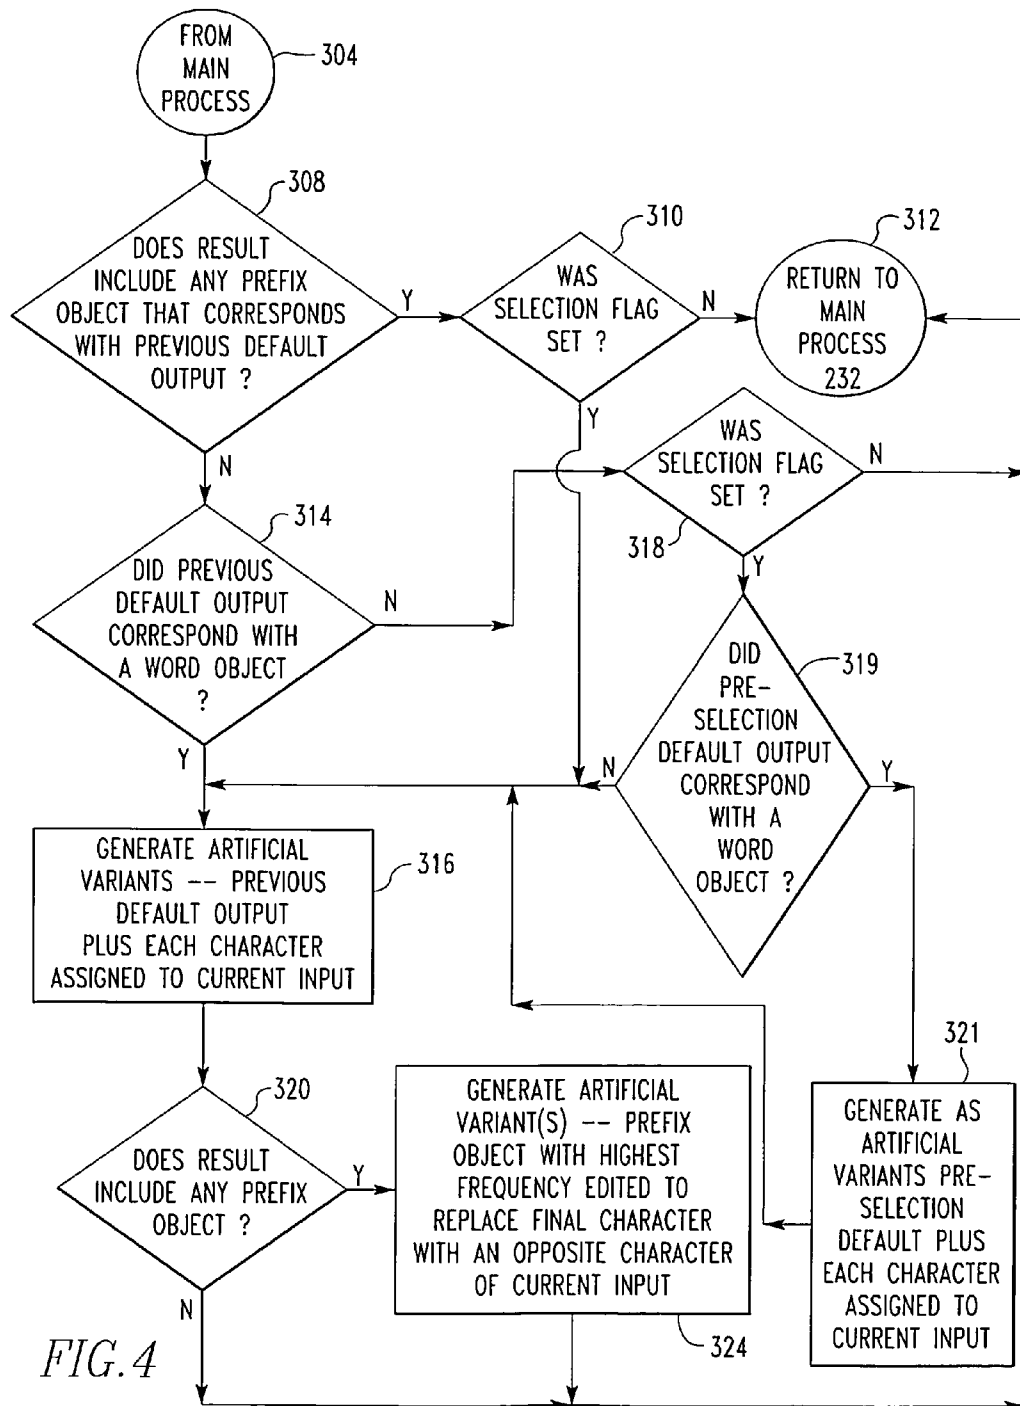 FROM
MAIN
PROCESS
304
DOES RESULT
INCLUDE ANY PREFIX
OBJECT THAT CORRESPONDS
WITH PREVIOUS DEFAULT
OUTPUT ?
308
Y
N
WAS
SELECTION FLAG
SET ?
310
N
Y
RETURN TO
MAIN
PROCESS
232
312
DID PREVIOUS
DEFAULT OUTPUT
CORRESPOND WITH
A WORD OBJECT
?
314
N
Y
WAS
SELECTION FLAG
SET ?
318
N
Y
DID
PRE-
SELECTION
DEFAULT OUTPUT
CORRESPOND
WITH A
WORD
OBJECT ?
319
N
Y
GENERATE ARTIFICIAL
VARIANTS -- PREVIOUS
DEFAULT OUTPUT
PLUS EACH CHARACTER
ASSIGNED TO CURRENT INPUT
316
DOES RESULT
INCLUDE ANY PREFIX
OBJECT ?
320
Y
N
GENERATE ARTIFICIAL
VARIANT(S) -- PREFIX
OBJECT WITH HIGHEST
FREQUENCY EDITED TO
REPLACE FINAL CHARACTER
WITH AN OPPOSITE CHARACTER
OF CURRENT INPUT
324
321
GENERATE AS
ARTIFICIAL
VARIANTS PRE-
SELECTION
DEFAULT PLUS
EACH CHARACTER
ASSIGNED TO
CURRENT INPUT
FIG.4